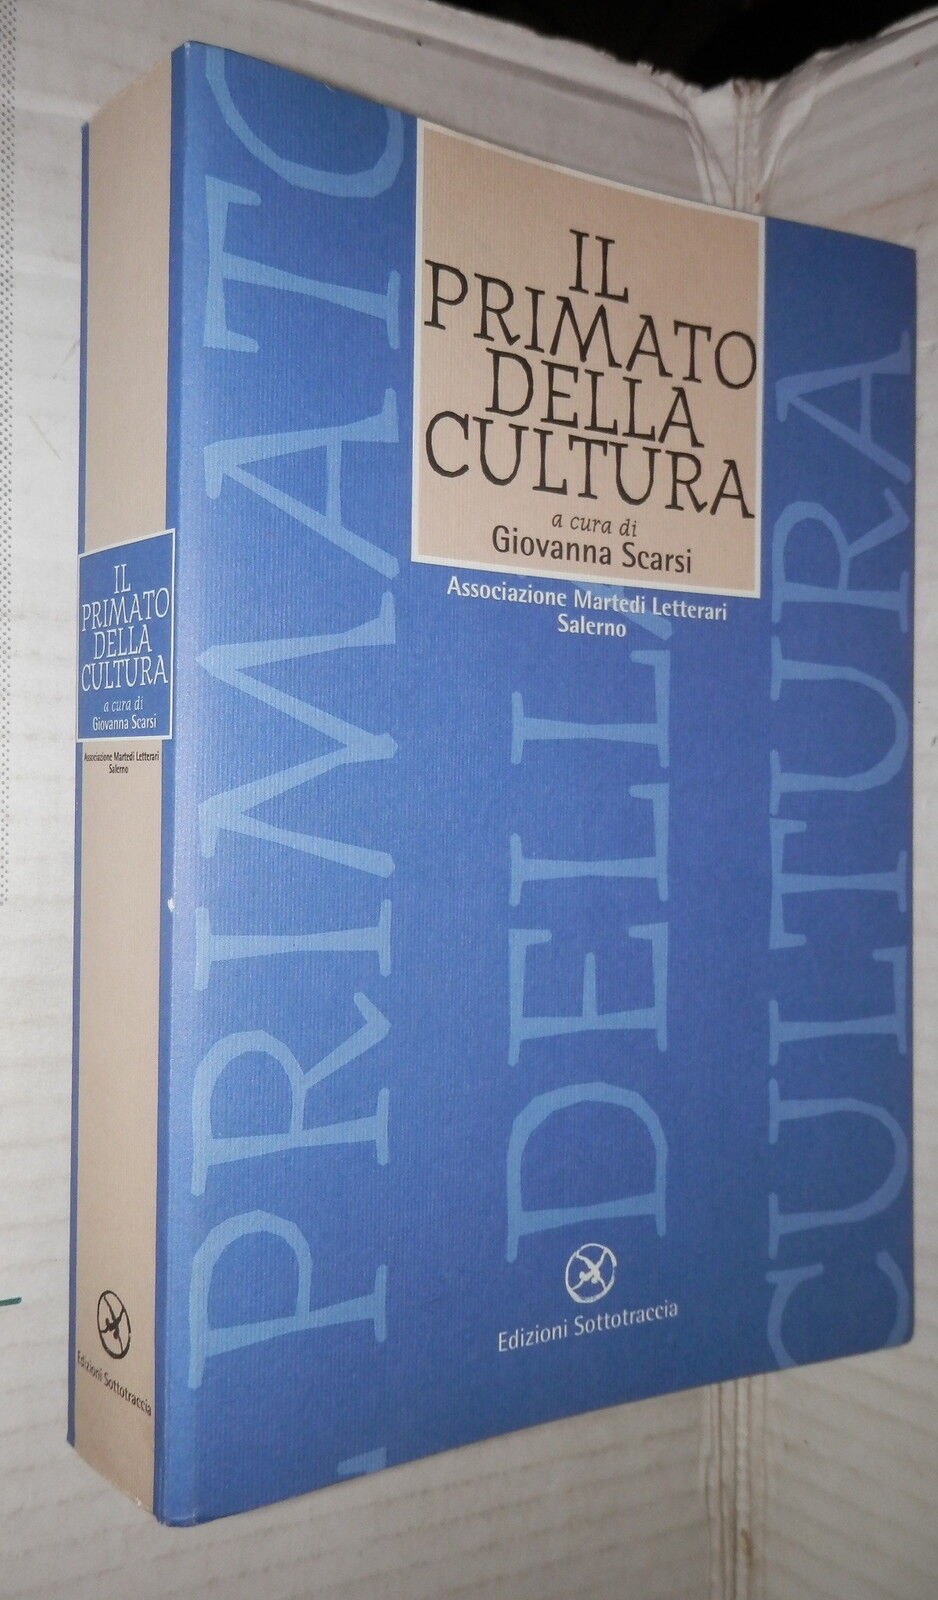 IL
PRIMATO
DELLA
CULTURA
a cura di
Giovanna Scarsi
Associazione Martedì Letterari
Salerno
Edizioni Sottotraccia
PRIMATO
DELLA
CULTURA
IL
PRIMATO
DELLA
CULTURA
a cura di
Giovanna Scarsi
Associazione Martedì Letterari
Salerno
Edizioni Sottotraccia